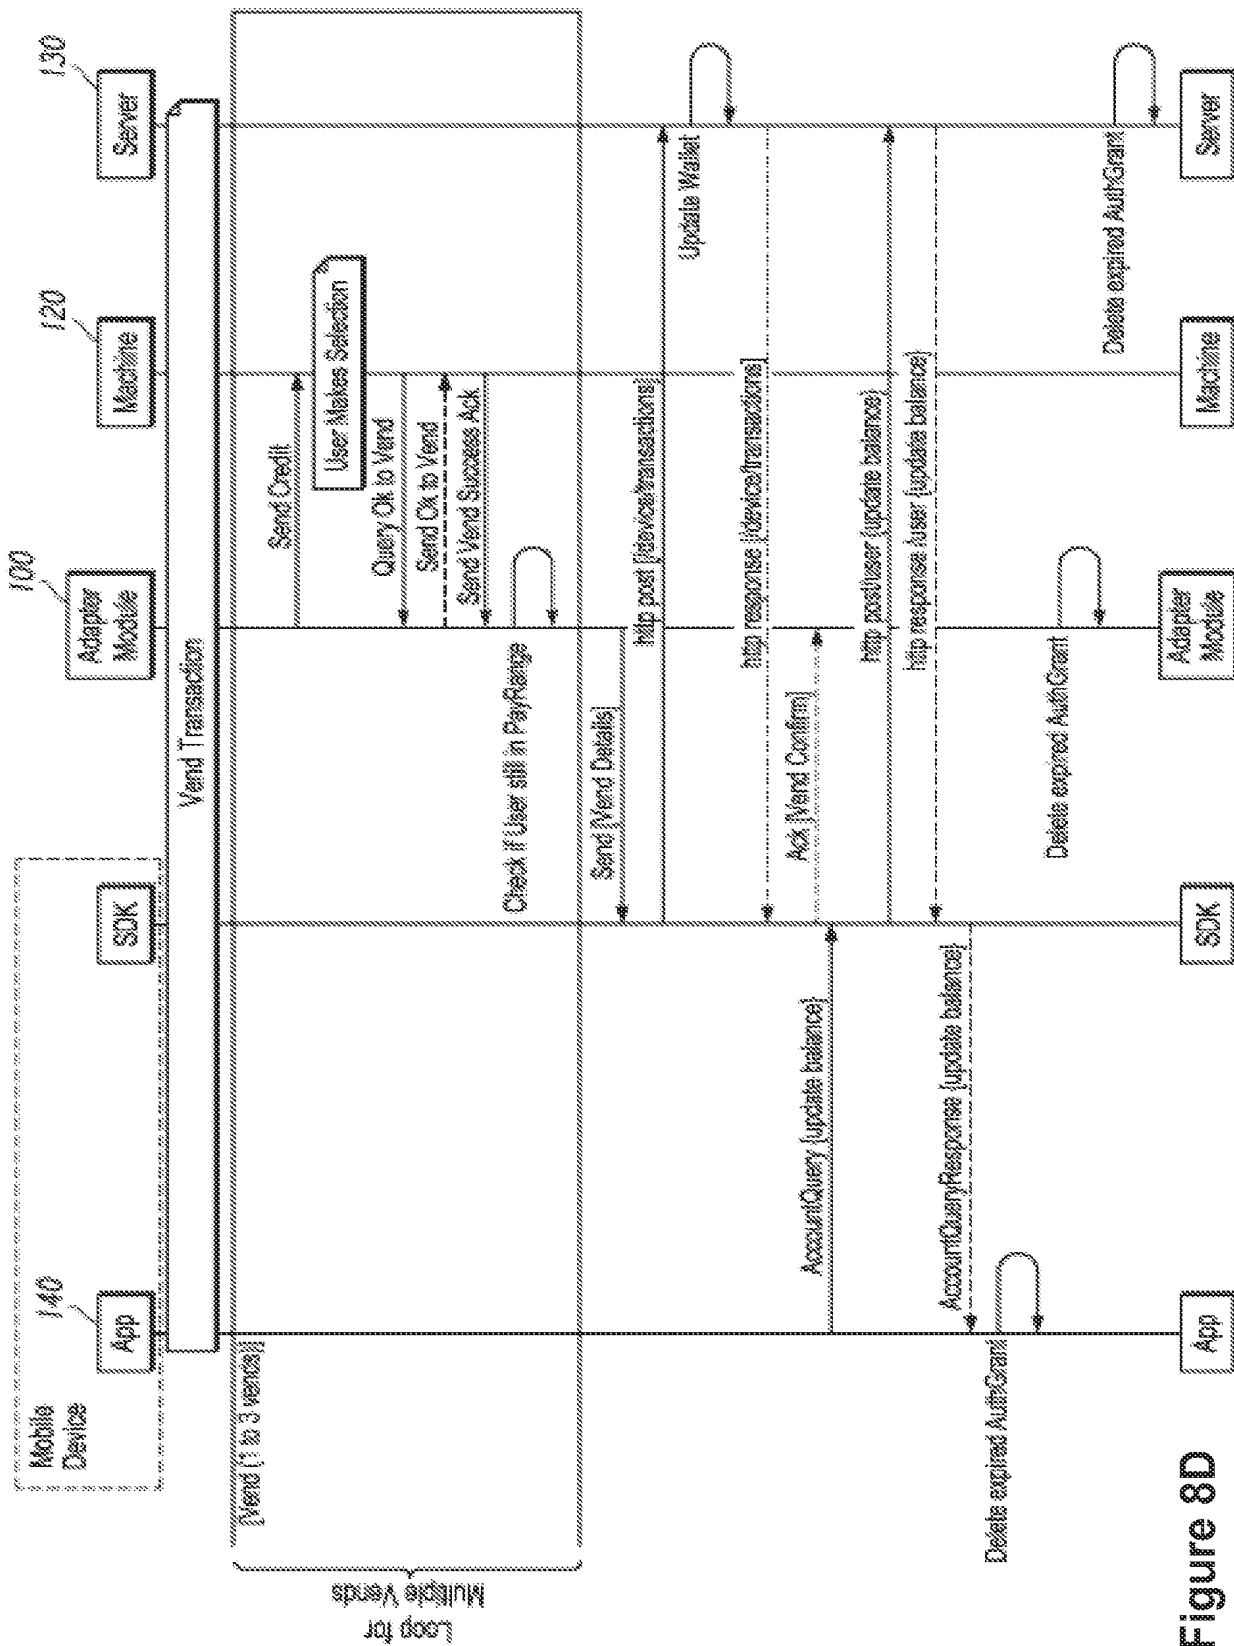 Mobile
Device
140
100
120
130
App
SDK
Adapter
Module
Machine
Server
Vend Transaction
[Vend (1 to 3 vends)]
Loop for
Multiple Vends
Send Credit
User Makes Selection
Query Ok to Vend
Send Ok to Vend
Send Vend Success Ack
Check if User still in PayRange
Send [Vend Details]
http post [/device/transactions]
Update Wallet
http response [/device/transactions]
Ack [Vend Confirm]
AccountQuery {update balance}
http post/user {update balance}
http response /user {update balance}
AccountQueryResponse {update balance}
Delete expired AuthGrant
Delete expired AuthGrant
Delete expired AuthGrant
App
SDK
Adapter
Module
Machine
Server
Figure 8D